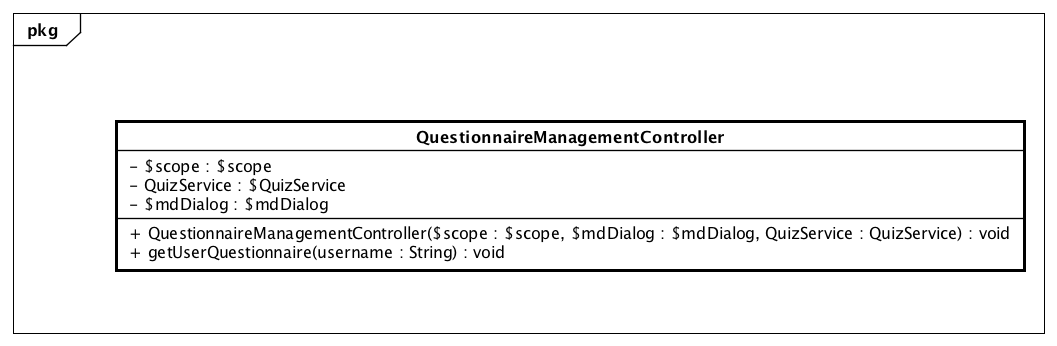 pkg
QuestionnaireManagementController
– $scope : $scope
– QuizService : $QuizService
– $mdDialog : $mdDialog
+ QuestionnaireManagementController($scope : $scope, $mdDialog : $mdDialog, QuizService : QuizService) : void
+ getUserQuestionnaire(username : String) : void